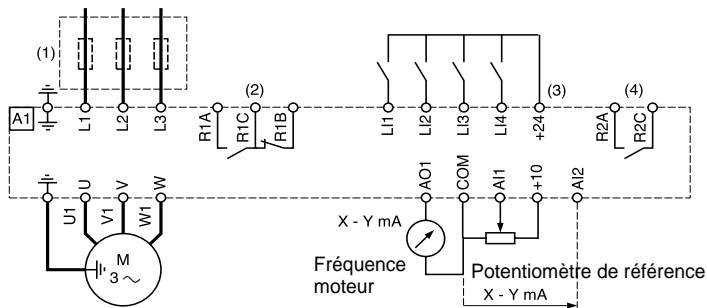 (1)
(2)
(3)
(4)
A1
L1
L2
L3
R1A
R1C
R1B
LI1
LI2
LI3
LI4
+24
R2A
R2C
U
V
W
AO1
COM
AI1
+10
AI2
U1
V1
W1
X - Y mA
M
3 ~
Fréquence
moteur
Potentiomètre de référence
X - Y mA